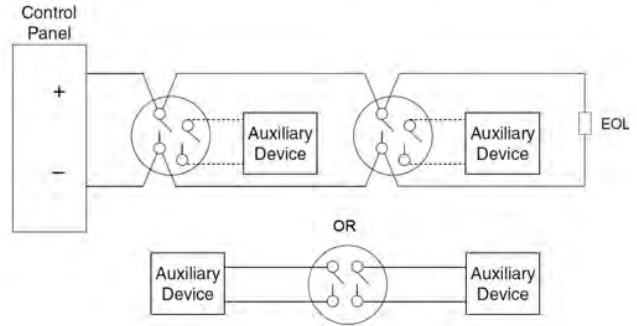 Control
Panel
+
−
Auxiliary
Device
Auxiliary
Device
EOL
OR
Auxiliary
Device
Auxiliary
Device